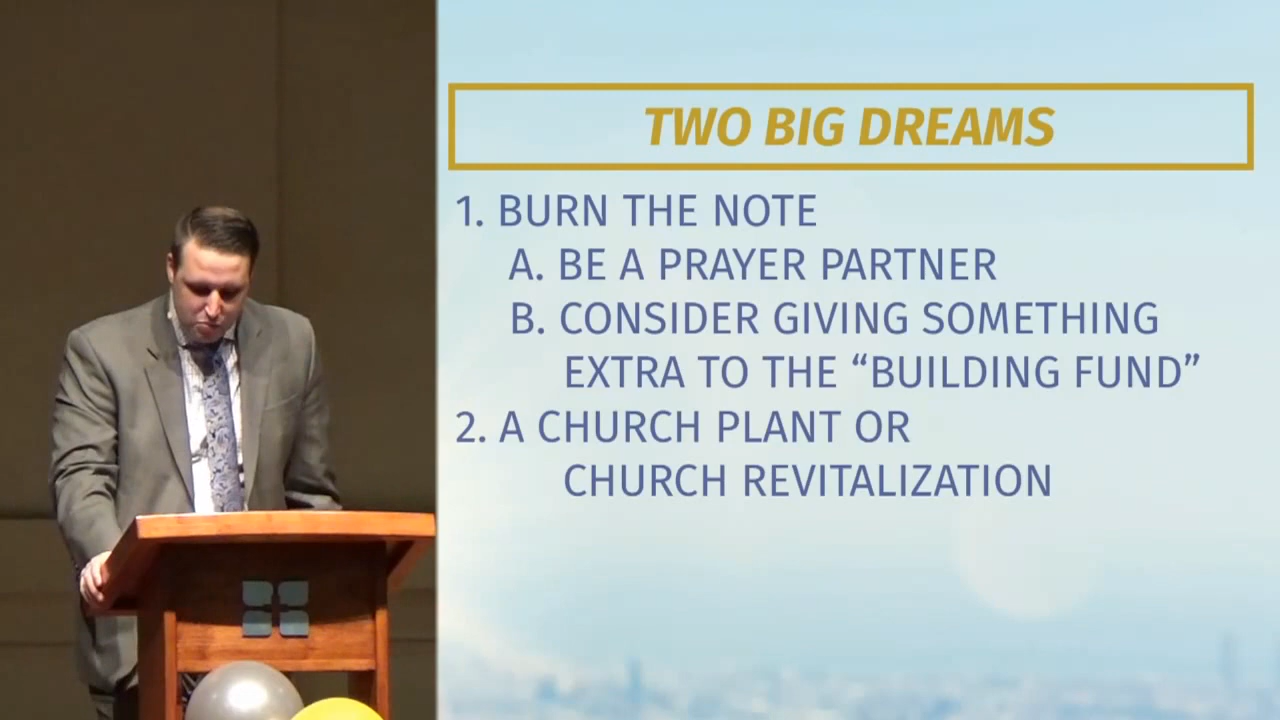 TWO BIG DREAMS
1. BURN THE NOTE
A. BE A PRAYER PARTNER
B. CONSIDER GIVING SOMETHING
EXTRA TO THE “BUILDING FUND”
2. A CHURCH PLANT OR
CHURCH REVITALIZATION